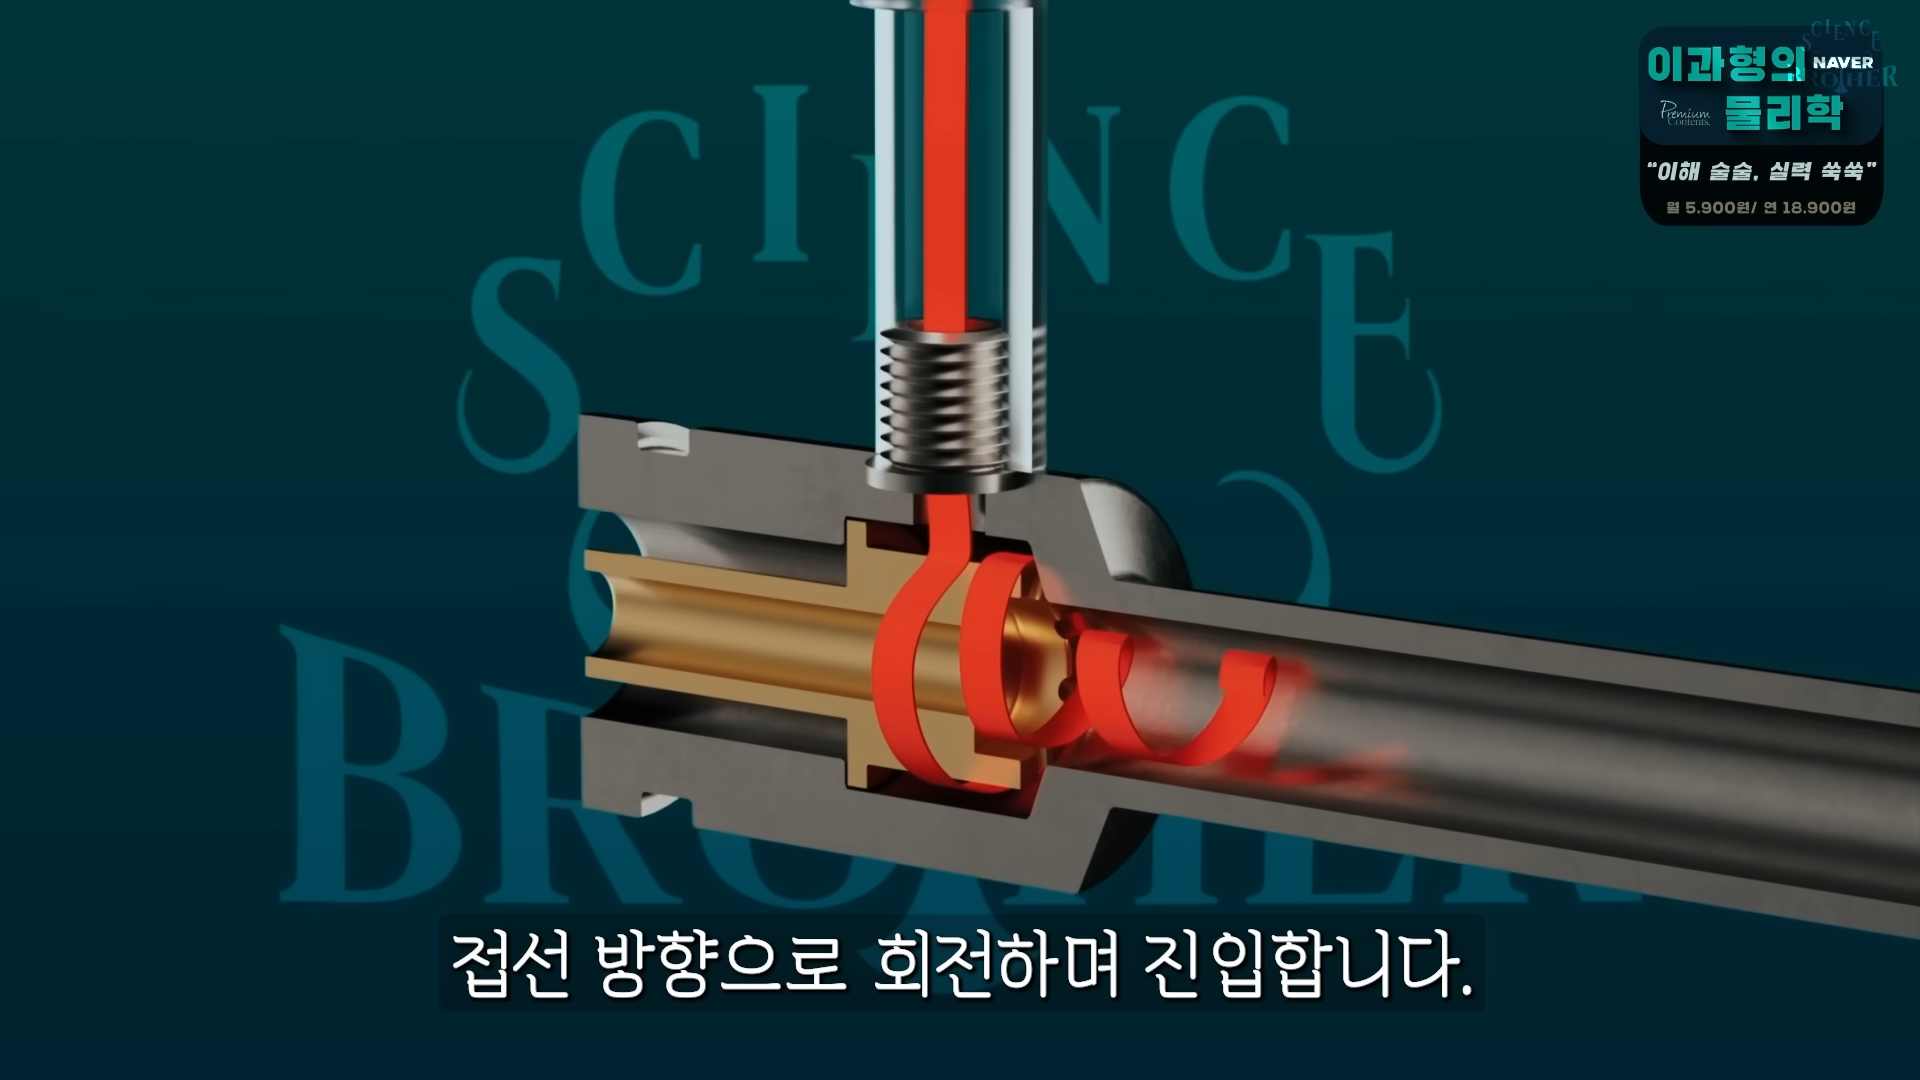 SCIENCE
BROTHER
이과형의
NAVER
Premium
Contents.
물리학
“이해 술술, 실력 쑥쑥”
월 5,900원/ 연 18,900원
SCIENCE
BROTHER
접선 방향으로 회전하며 진입합니다.